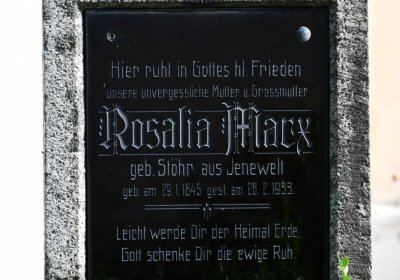 Hier ruht in Gottes hl. Frieden
unsere unvergessliche Mutter u. Grossmutter
Rosalia Marx
geb. Stöhr aus Jenewelt
geb. am 29.1.1845 gest. am 28.2.1933.
Leicht werde Dir der Heimat Erde,
Gott schenke Dir die ewige Ruh.